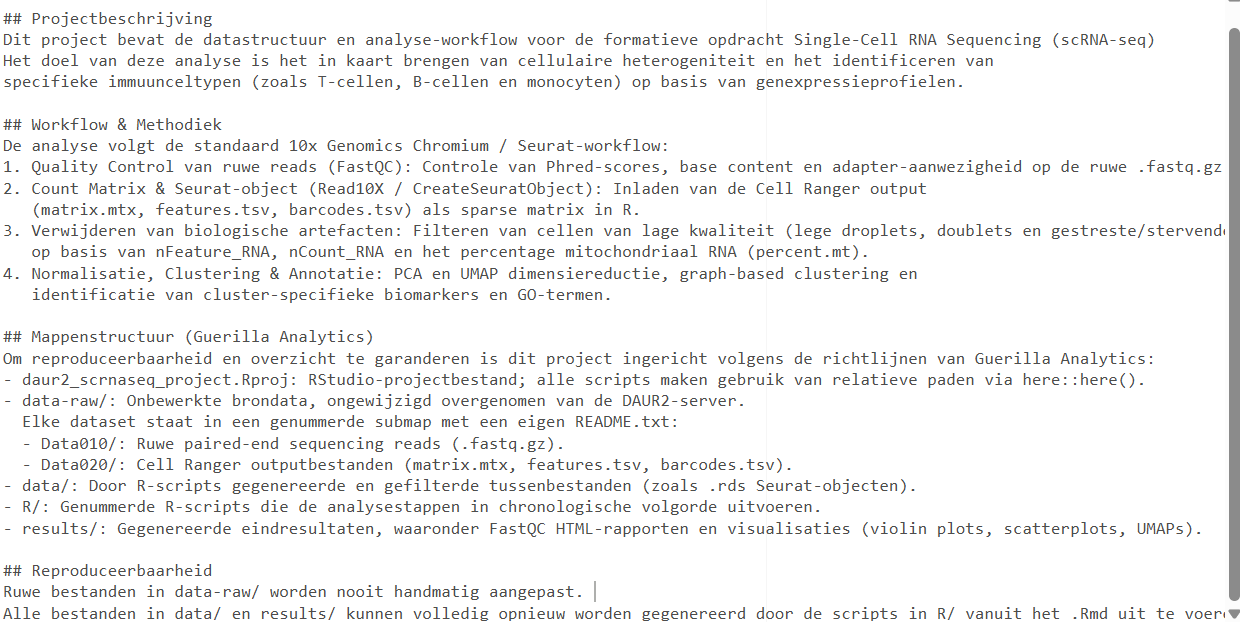 ## Projectbeschrijving
Dit project bevat de datastructuur en analyse-workflow voor de formatieve opdracht Single-Cell RNA Sequencing (scRNA-seq)
Het doel van deze analyse is het in kaart brengen van cellulaire heterogeniteit en het identificeren van
specifieke immuunceltypen (zoals T-cellen, B-cellen en monocyten) op basis van genexpressieprofielen.

## Workflow & Methodiek
De analyse volgt de standaard 10x Genomics Chromium / Seurat-workflow:
1. Quality Control van ruwe reads (FastQC): Controle van Phred-scores, base content en adapter-aanwezigheid op de ruwe .fastq.gz
2. Count Matrix & Seurat-object (Read10X / CreateSeuratObject): Inladen van de Cell Ranger output
   (matrix.mtx, features.tsv, barcodes.tsv) als sparse matrix in R.
3. Verwijderen van biologische artefacten: Filteren van cellen van lage kwaliteit (lege droplets, doublets en gestreste/stervend
   op basis van nFeature_RNA, nCount_RNA en het percentage mitochondriaal RNA (percent.mt).
4. Normalisatie, Clustering & Annotatie: PCA en UMAP dimensiereductie, graph-based clustering en
   identificatie van cluster-specifieke biomarkers en GO-termen.

## Mappenstructuur (Guerilla Analytics)
Om reproduceerbaarheid en overzicht te garanderen is dit project ingericht volgens de richtlijnen van Guerilla Analytics:
- daur2_scrnaseq_project.Rproj: RStudio-projectbestand; alle scripts maken gebruik van relatieve paden via here::here().
- data-raw/: Onbewerkte brondata, ongewijzigd overgenomen van de DAUR2-server.
  Elke dataset staat in een genummerde submap met een eigen README.txt:
  - Data010/: Ruwe paired-end sequencing reads (.fastq.gz).
  - Data020/: Cell Ranger outputbestanden (matrix.mtx, features.tsv, barcodes.tsv).
- data/: Door R-scripts gegenereerde en gefilterde tussenbestanden (zoals .rds Seurat-objecten).
- R/: Genummerde R-scripts die de analysestappen in chronologische volgorde uitvoeren.
- results/: Gegenereerde eindresultaten, waaronder FastQC HTML-rapporten en visualisaties (violin plots, scatterplots, UMAPs).

## Reproduceerbaarheid
Ruwe bestanden in data-raw/ worden nooit handmatig aangepast.
Alle bestanden in data/ en results/ kunnen volledig opnieuw worden gegenereerd door de scripts in R/ vanuit het .Rmd uit te voer